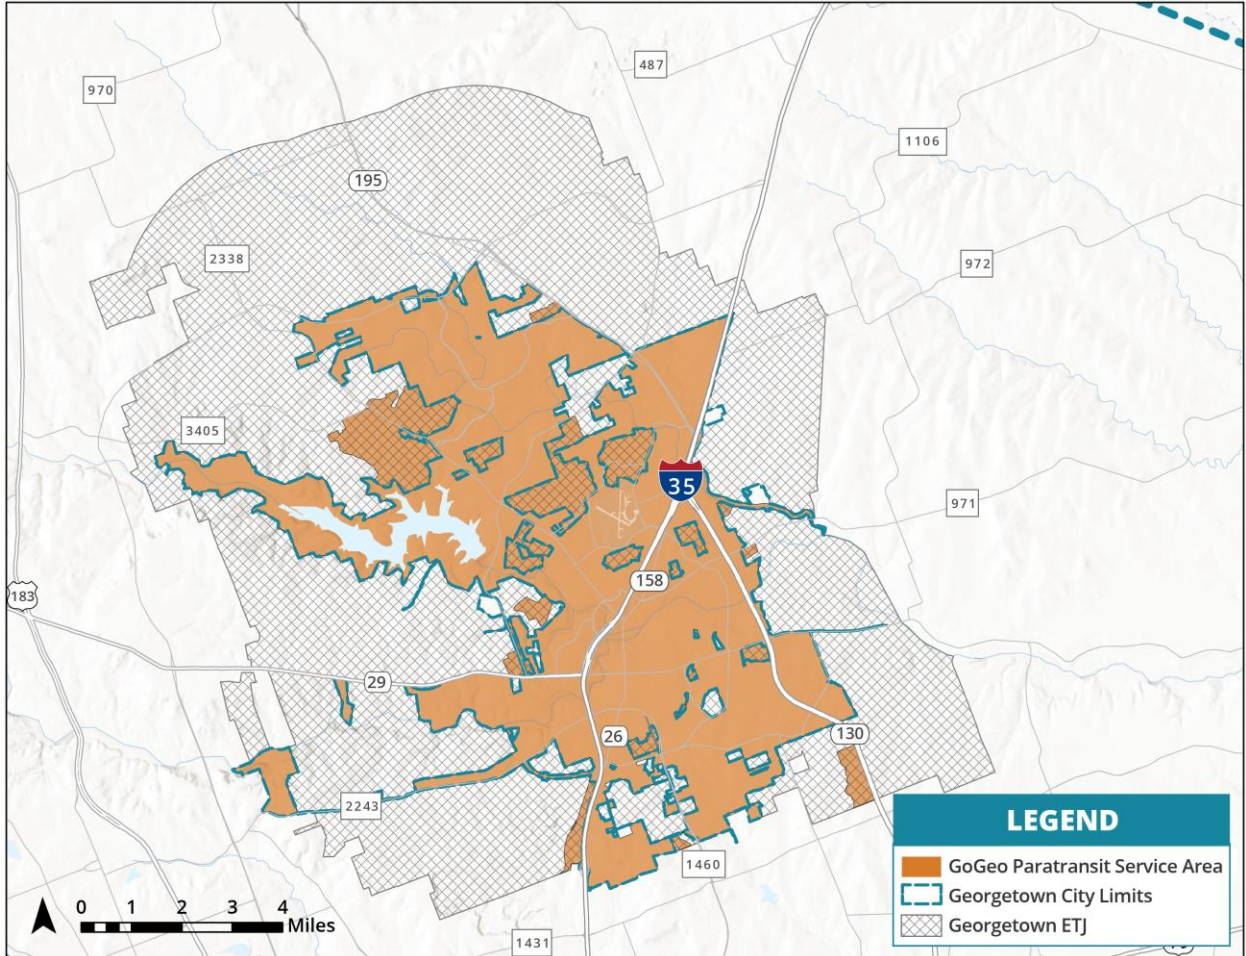 487
970
1106
195
2338
972
3405
35
971
158
183
29
26
130
2243
LEGEND
1460
GoGeo Paratransit Service Area
Georgetown City Limits
Georgetown ETJ
0 1 2 3 4
Miles
1431